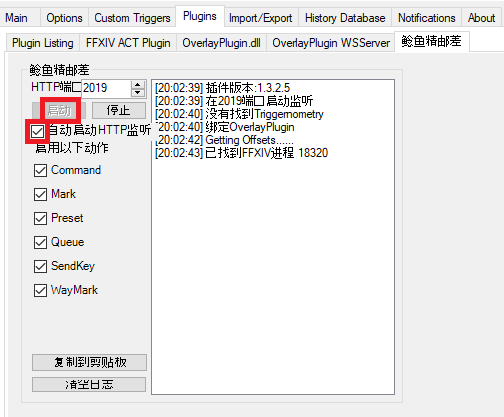 Main Options Custom Triggers Plugins Import/Export History Database Notifications About
Plugin Listing FFXIV ACT Plugin OverlayPlugin.dll OverlayPlugin WSServer 鲶鱼精邮差
鲶鱼精邮差
HTTP端口 2019
启动 停止
自动启动HTTP监听
启用以下动作
Command
Mark
Preset
Queue
SendKey
WayMark
复制到剪贴板
清空日志
[20:02:39] 插件版本:1.3.2.5
[20:02:39] 在2019端口启动监听
[20:02:40] 没有找到Triggernometry
[20:02:40] 绑定OverlayPlugin
[20:02:42] Getting Offsets......
[20:02:43] 已找到FFXIV进程 18320